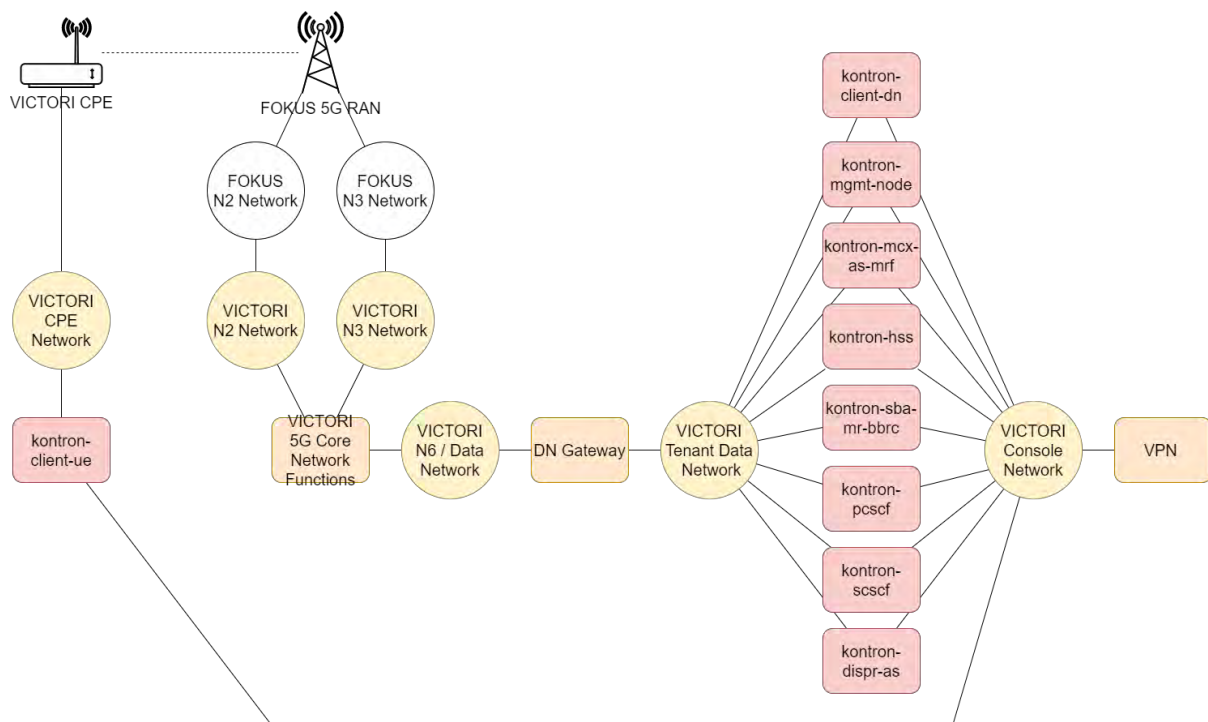 VICTORI CPE
FOKUS 5G RAN
FOKUS
N2 Network
FOKUS
N3 Network
VICTORI
CPE
Network
VICTORI
N2 Network
VICTORI
N3 Network
kontron-
client-ue
VICTORI
5G Core
Network
Functions
VICTORI
N6 / Data
Network
DN Gateway
VICTORI
Tenant Data
Network
kontron-
client-dn
kontron-
mgmt-node
kontron-mcx-
as-mrf
kontron-hss
kontron-sba-
mr-bbrc
kontron-
pcscf
kontron-
scscf
kontron-
dispr-as
VICTORI
Console
Network
VPN